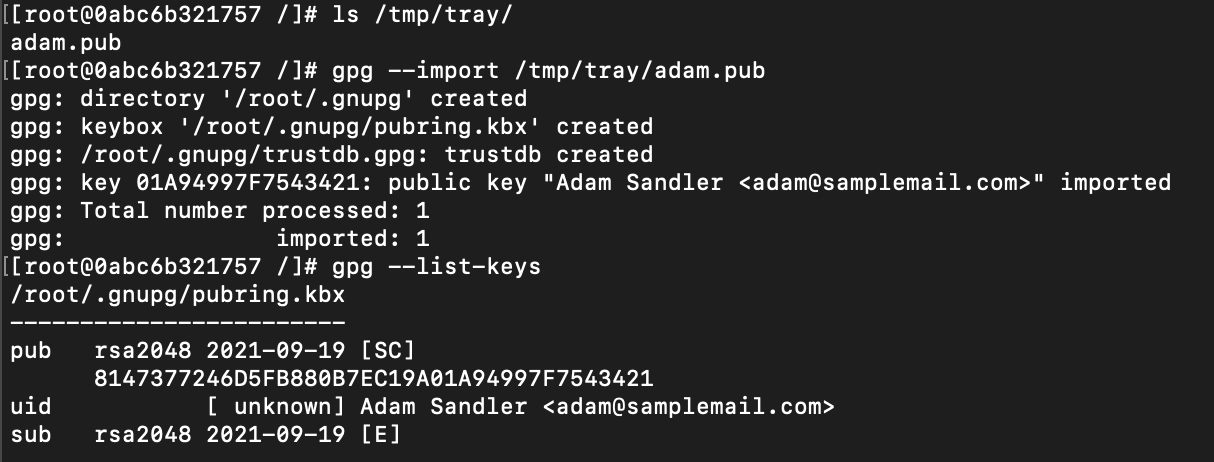 [[root@0abc6b321757 /]# ls /tmp/tray/
adam.pub
[[root@0abc6b321757 /]# gpg --import /tmp/tray/adam.pub
gpg: directory '/root/.gnupg' created
gpg: keybox '/root/.gnupg/pubring.kbx' created
gpg: /root/.gnupg/trustdb.gpg: trustdb created
gpg: key 01A94997F7543421: public key "Adam Sandler <adam@samplemail.com>" imported
gpg: Total number processed: 1
gpg:               imported: 1
[[root@0abc6b321757 /]# gpg --list-keys
/root/.gnupg/pubring.kbx
------------------------
pub   rsa2048 2021-09-19 [SC]
      8147377246D5FB880B7EC19A01A94997F7543421
uid           [ unknown] Adam Sandler <adam@samplemail.com>
sub   rsa2048 2021-09-19 [E]